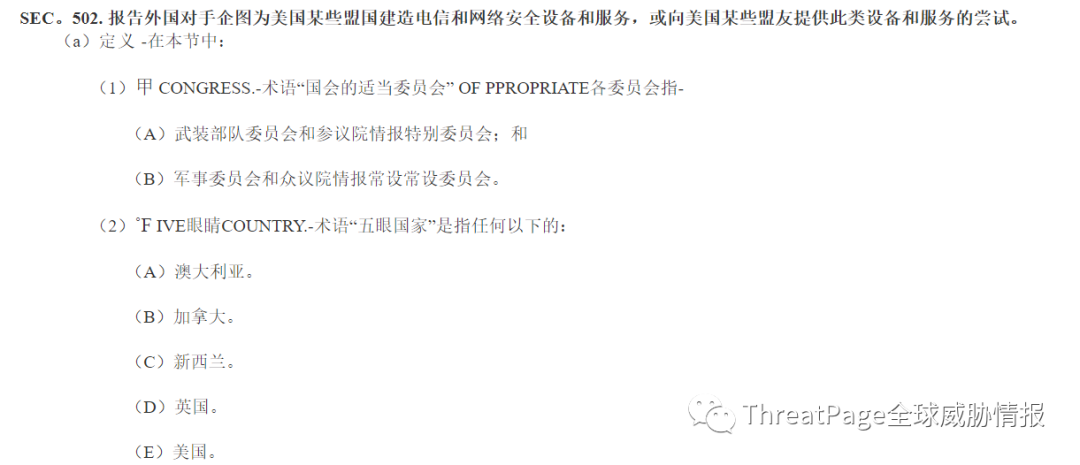 SEC。502. 报告外国对手企图为美国某些盟国建造电信和网络安全设备和服务，或向美国某些盟友提供此类设备和服务的尝试。
（a）定义 -在本节中：
（1）甲 CONGRESS.-术语“国会的适当委员会” OF PPROPRIATE各委员会指-
（A）武装部队委员会和参议院情报特别委员会；和
（B）军事委员会和众议院情报常设常设委员会。
（2）°F IVE眼睛COUNTRY.-术语“五眼国家”是指任何以下的：
（A）澳大利亚。
（B）加拿大。
（C）新西兰。
（D）英国。
（E）美国。
ThreatPage全球威胁情报